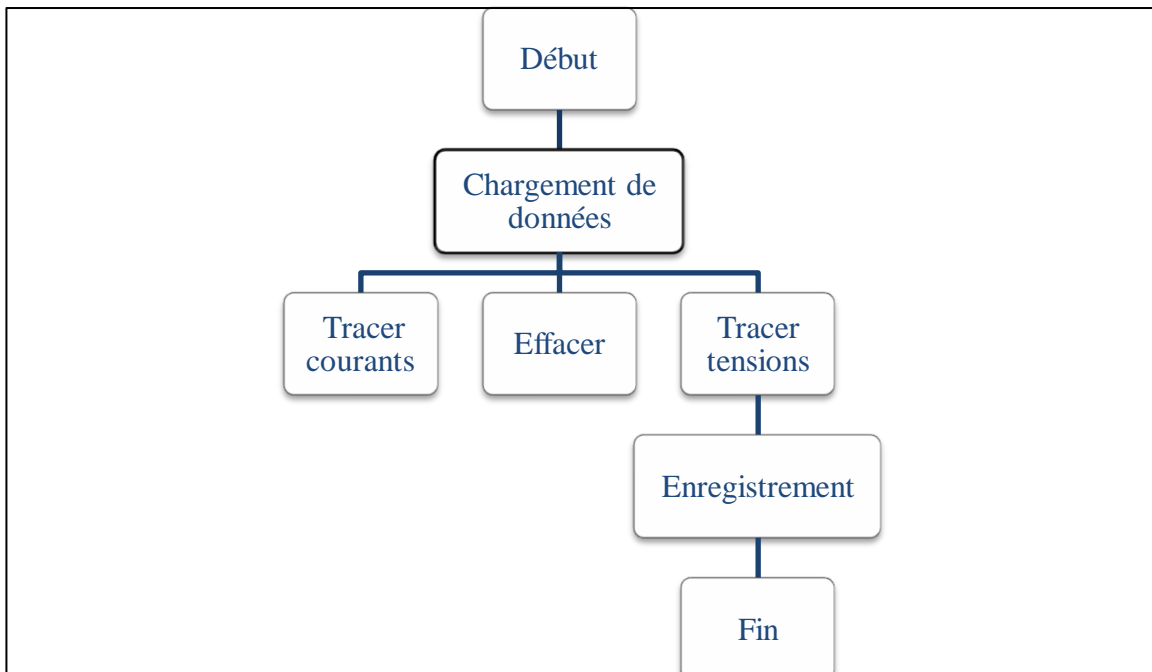 Début
Chargement de
données
Tracer
courants
Effacer
Tracer
tensions
Enregistrement
Fin